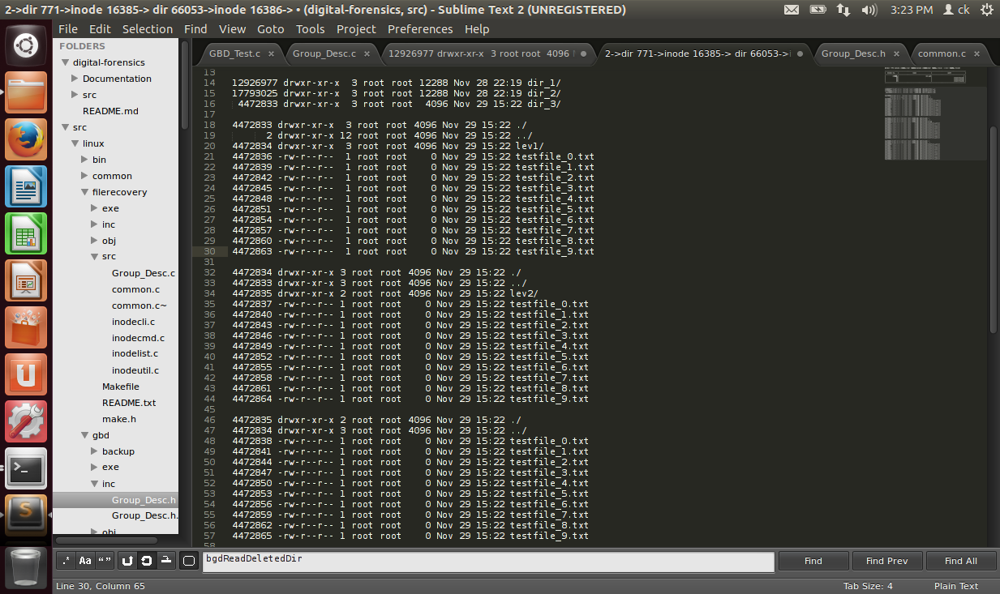 2->dir 771->inode 16385-> dir 66053->inode 16386-> • (digital-forensics, src) - Sublime Text 2 (UNREGISTERED)
3:23 PM ck
File Edit Selection Find View Goto Tools Project Preferences Help
FOLDERS
digital-forensics
Documentation
src
README.md
src
linux
bin
common
filerecovery
exe
inc
obj
src
Group_Desc.c
common.c
common.c~
inodecli.c
inodecmd.c
inodelist.c
inodeutil.c
Makefile
README.txt
make.h
gbd
backup
exe
inc
Group_Desc.h
Group_Desc.h.
obj
GBD_Test.c × Group_Desc.c × 12926977 drwxr-xr-x 3 root root 4096 2->dir 771->inode 16385-> dir 66053->i Group_Desc.h × common.c ×
13
14 12926977 drwxr-xr-x 3 root root 12288 Nov 28 22:19 dir_1/
15 17793025 drwxr-xr-x 3 root root 12288 Nov 28 22:19 dir_2/
16 4472833 drwxr-xr-x 3 root root 4096 Nov 29 15:22 dir_3/
17
18 4472833 drwxr-xr-x 3 root root 4096 Nov 29 15:22 ./
19 2 drwxr-xr-x 12 root root 4096 Nov 29 15:22 ../
20 4472834 drwxr-xr-x 3 root root 4096 Nov 29 15:22 lev1/
21 4472836 -rw-r--r-- 1 root root 0 Nov 29 15:22 testfile_0.txt
22 4472839 -rw-r--r-- 1 root root 0 Nov 29 15:22 testfile_1.txt
23 4472842 -rw-r--r-- 1 root root 0 Nov 29 15:22 testfile_2.txt
24 4472845 -rw-r--r-- 1 root root 0 Nov 29 15:22 testfile_3.txt
25 4472848 -rw-r--r-- 1 root root 0 Nov 29 15:22 testfile_4.txt
26 4472851 -rw-r--r-- 1 root root 0 Nov 29 15:22 testfile_5.txt
27 4472854 -rw-r--r-- 1 root root 0 Nov 29 15:22 testfile_6.txt
28 4472857 -rw-r--r-- 1 root root 0 Nov 29 15:22 testfile_7.txt
29 4472860 -rw-r--r-- 1 root root 0 Nov 29 15:22 testfile_8.txt
30 4472863 -rw-r--r-- 1 root root 0 Nov 29 15:22 testfile_9.txt
31
32 4472834 drwxr-xr-x 3 root root 4096 Nov 29 15:22 ./
33 4472833 drwxr-xr-x 3 root root 4096 Nov 29 15:22 ../
34 4472835 drwxr-xr-x 2 root root 4096 Nov 29 15:22 lev2/
35 4472837 -rw-r--r-- 1 root root 0 Nov 29 15:22 testfile_0.txt
36 4472840 -rw-r--r-- 1 root root 0 Nov 29 15:22 testfile_1.txt
37 4472843 -rw-r--r-- 1 root root 0 Nov 29 15:22 testfile_2.txt
38 4472846 -rw-r--r-- 1 root root 0 Nov 29 15:22 testfile_3.txt
39 4472849 -rw-r--r-- 1 root root 0 Nov 29 15:22 testfile_4.txt
40 4472852 -rw-r--r-- 1 root root 0 Nov 29 15:22 testfile_5.txt
41 4472855 -rw-r--r-- 1 root root 0 Nov 29 15:22 testfile_6.txt
42 4472858 -rw-r--r-- 1 root root 0 Nov 29 15:22 testfile_7.txt
43 4472861 -rw-r--r-- 1 root root 0 Nov 29 15:22 testfile_8.txt
44 4472864 -rw-r--r-- 1 root root 0 Nov 29 15:22 testfile_9.txt
45
46 4472835 drwxr-xr-x 2 root root 4096 Nov 29 15:22 ./
47 4472834 drwxr-xr-x 3 root root 4096 Nov 29 15:22 ../
48 4472838 -rw-r--r-- 1 root root 0 Nov 29 15:22 testfile_0.txt
49 4472841 -rw-r--r-- 1 root root 0 Nov 29 15:22 testfile_1.txt
50 4472844 -rw-r--r-- 1 root root 0 Nov 29 15:22 testfile_2.txt
51 4472847 -rw-r--r-- 1 root root 0 Nov 29 15:22 testfile_3.txt
52 4472850 -rw-r--r-- 1 root root 0 Nov 29 15:22 testfile_4.txt
53 4472853 -rw-r--r-- 1 root root 0 Nov 29 15:22 testfile_5.txt
54 4472856 -rw-r--r-- 1 root root 0 Nov 29 15:22 testfile_6.txt
55 4472859 -rw-r--r-- 1 root root 0 Nov 29 15:22 testfile_7.txt
56 4472862 -rw-r--r-- 1 root root 0 Nov 29 15:22 testfile_8.txt
57 4472865 -rw-r--r-- 1 root root 0 Nov 29 15:22 testfile_9.txt
58
.* Aa “” bgdReadDeletedDir Find Find Prev Find All
Line 30, Column 65 Tab Size: 4 Plain Text